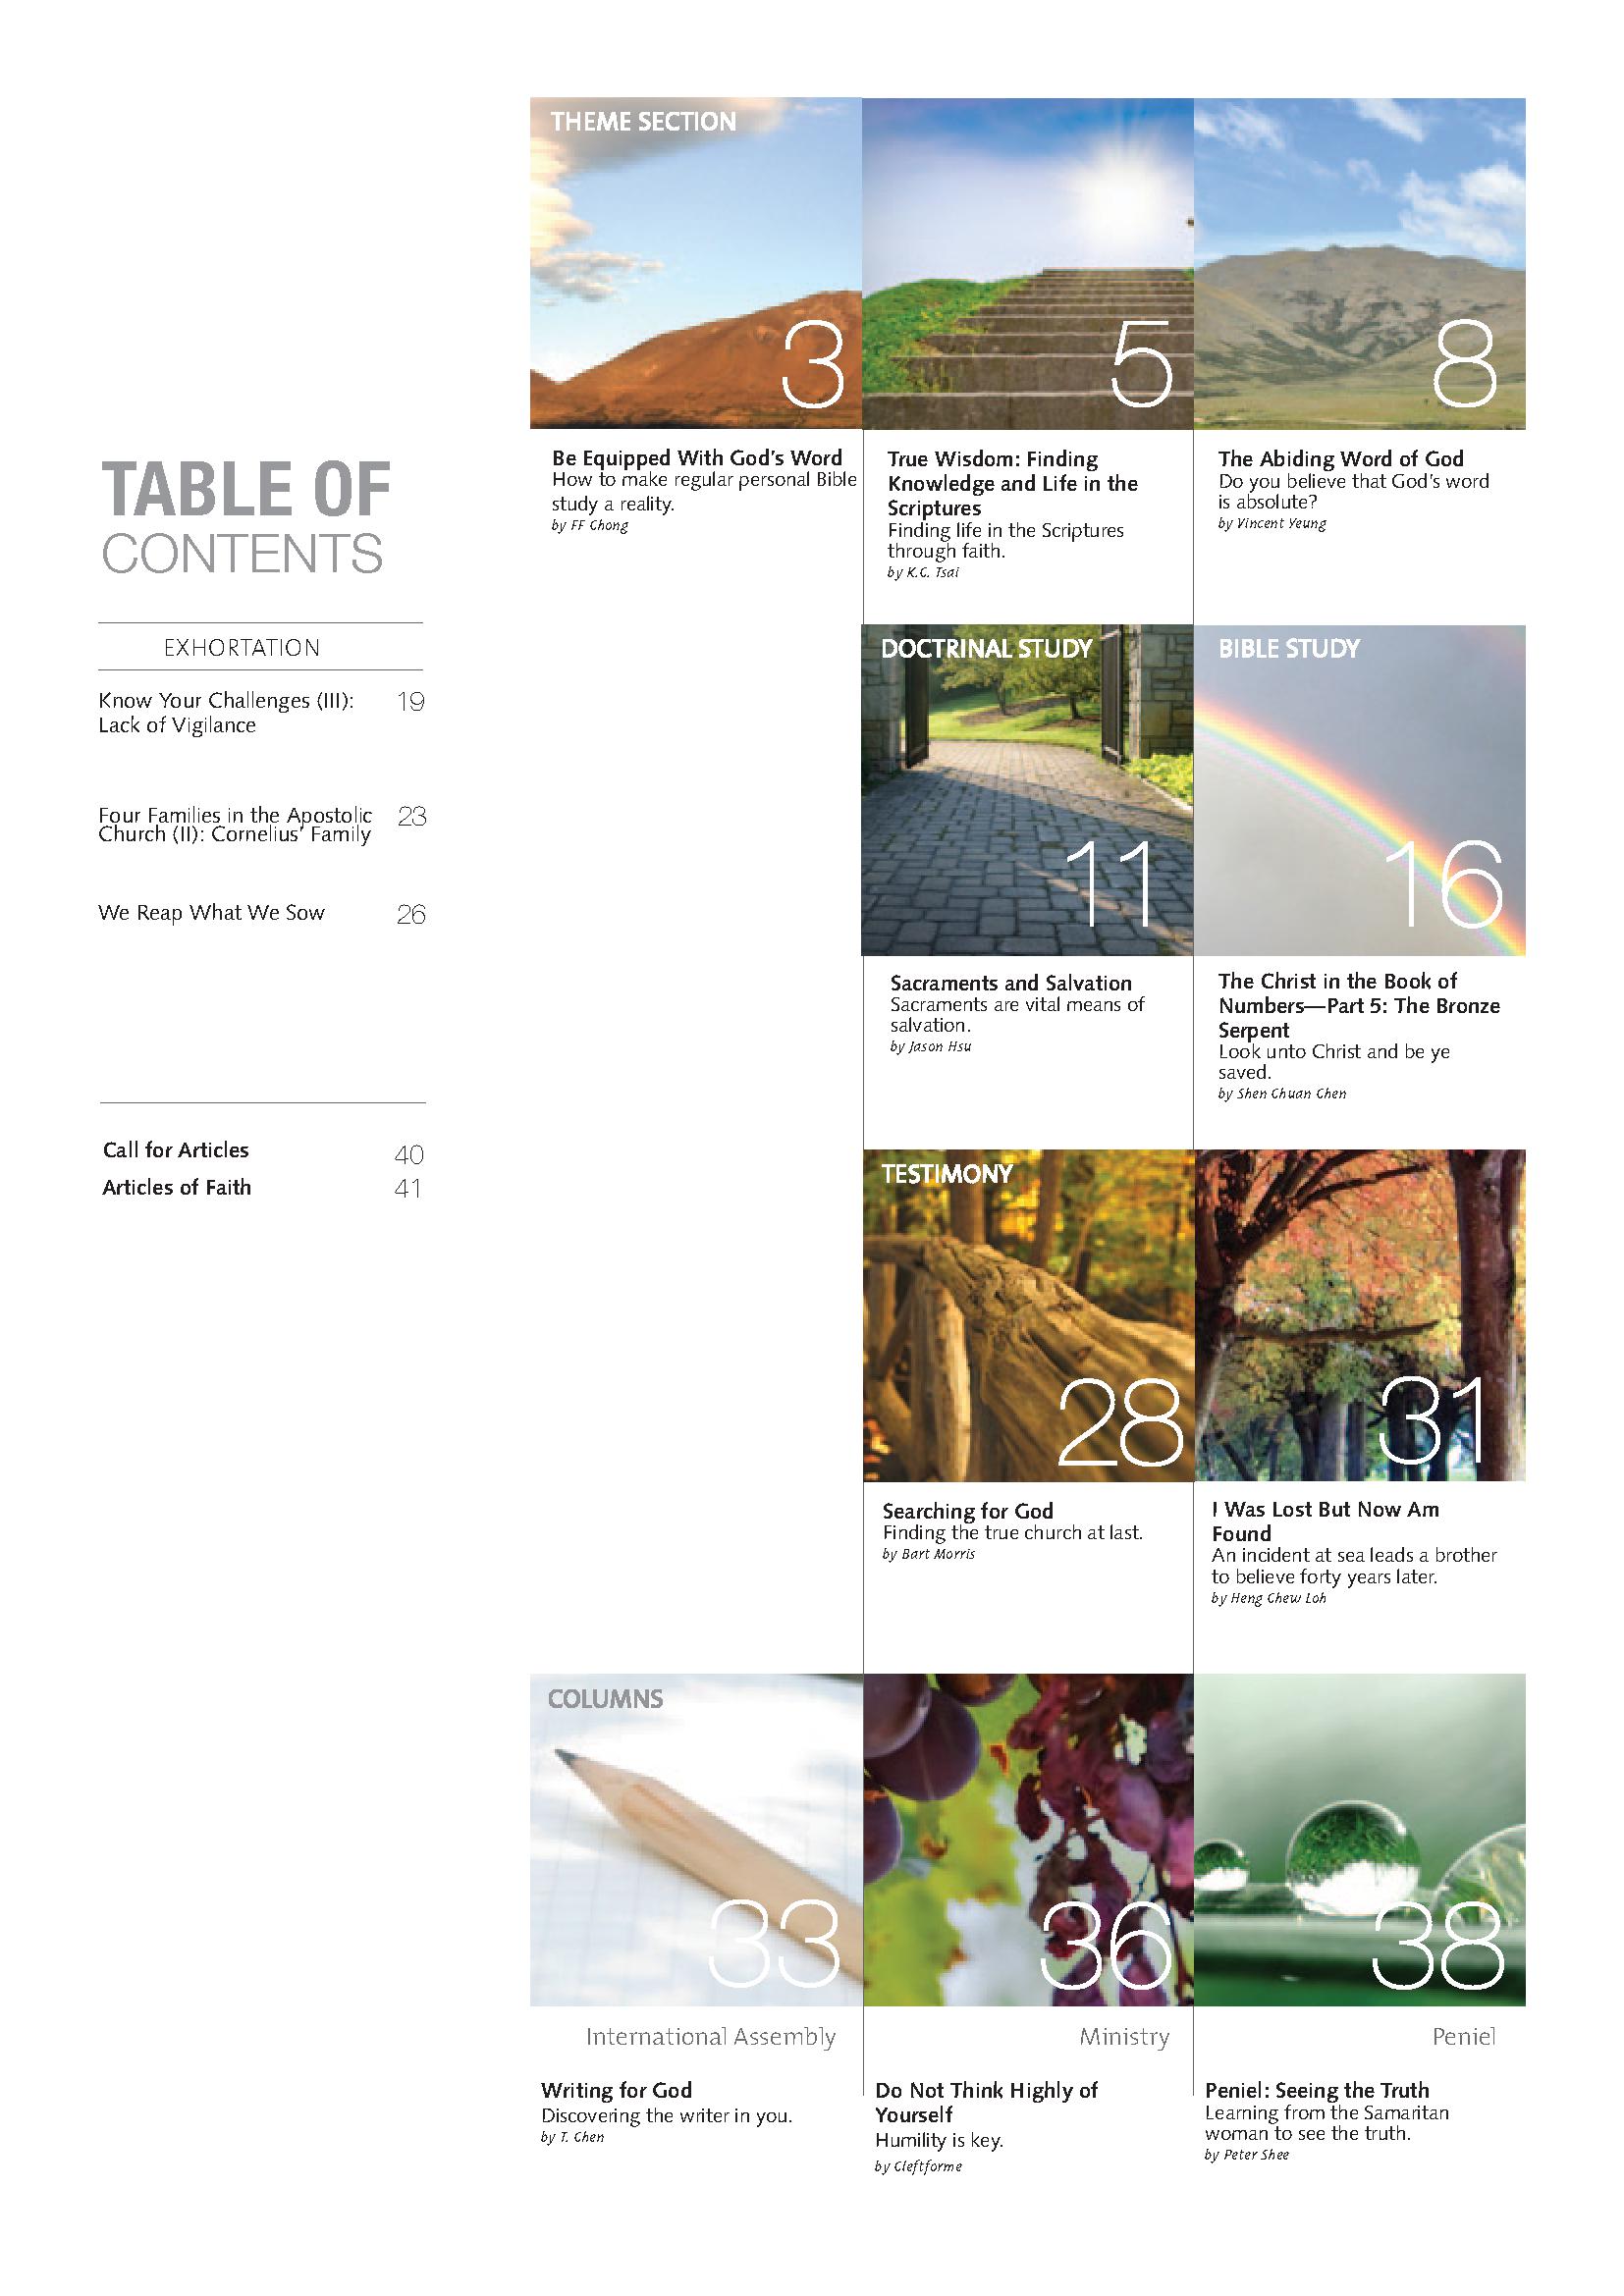 TABLE OF
CONTENTS
EXHORTATION
Know Your Challenges (III): 19
Lack of Vigilance
Four Families in the Apostolic 23
Church (II): Cornelius' Family
We Reap What We Sow 26
Call for Articles 40
Articles of Faith 41
THEME SECTION
3
Be Equipped With God's Word
How to make regular personal Bible
study a reality.
by FF Chong
5
True Wisdom: Finding
Knowledge and Life in the
Scriptures
Finding life in the Scriptures
through faith.
by K.C. Tsai
8
The Abiding Word of God
Do you believe that God's word
is absolute?
by Vincent Yeung
DOCTRINAL STUDY
11
Sacraments and Salvation
Sacraments are vital means of
salvation.
by Jason Hsu
BIBLE STUDY
16
The Christ in the Book of
Numbers—Part 5: The Bronze
Serpent
Look unto Christ and be ye
saved.
by Shen Chuan Chen
TESTIMONY
28
Searching for God
Finding the true church at last.
by Bart Morris
31
I Was Lost But Now Am
Found
An incident at sea leads a brother
to believe forty years later.
by Heng Chew Loh
COLUMNS
33
International Assembly
Writing for God
Discovering the writer in you.
by T. Chen
36
Ministry
Do Not Think Highly of
Yourself
Humility is key.
by Cleftforme
38
Peniel
Peniel: Seeing the Truth
Learning from the Samaritan
woman to see the truth.
by Peter Shee